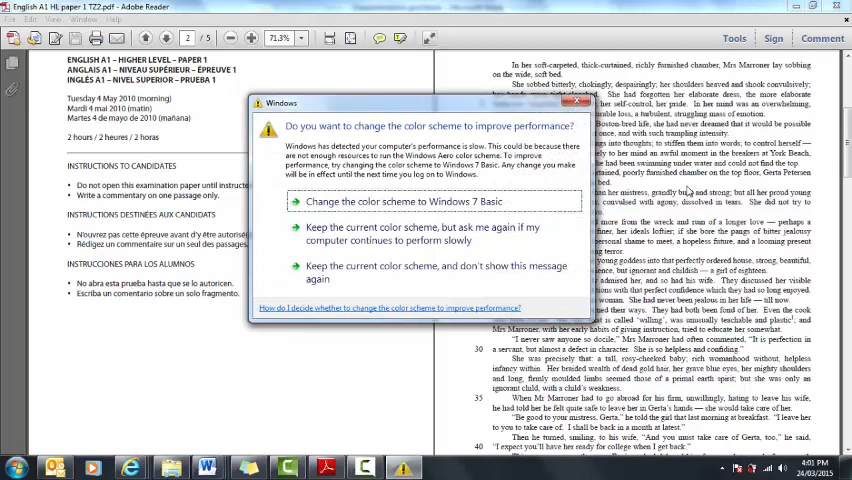 English A1 HL paper 1 TZ2.pdf - Adobe Reader
File Edit View Window Help
2 / 5
71.3%
Tools
Sign
Comment
ENGLISH A1 – HIGHER LEVEL – PAPER 1
ANGLAIS A1 – NIVEAU SUPÉRIEUR – ÉPREUVE 1
INGLÉS A1 – NIVEL SUPERIOR – PRUEBA 1
Tuesday 4 May 2010 (morning)
Mardi 4 mai 2010 (matin)
Martes 4 de mayo de 2010 (mañana)
2 hours / 2 heures / 2 horas
INSTRUCTIONS TO CANDIDATES
• Do not open this examination paper until instructe
• Write a commentary on one passage only.
INSTRUCTIONS DESTINÉES AUX CANDIDATS
• N'ouvrez pas cette épreuve avant d'y être autorisé(
• Rédigez un commentaire sur un seul des passages.
INSTRUCCIONES PARA LOS ALUMNOS
• No abra esta prueba hasta que se lo autoricen.
• Escriba un comentario sobre un solo fragmento.
Windows
Do you want to change the color scheme to improve performance?
Windows has detected your computer's performance is slow. This could be because
there are not enough resources to run the Windows Aero color scheme. To improve
performance, try changing the color scheme to Windows 7 Basic. Any change you make
will be in effect until the next time you log on to Windows.
Change the color scheme to Windows 7 Basic
Keep the current color scheme, but ask me again if my
computer continues to perform slowly
Keep the current color scheme, and don't show this message
again
How do I decide whether to change the color scheme to improve performance?
In her soft-carpeted, thick-curtained, richly furnished chamber, Mrs Marroner lay sobbing
on the wide, soft bed.
She sobbed bitterly, chokingly, despairingly; her shoulders heaved and shook convulsively;
She had forgotten her elaborate dress, the more elaborate
her self-control, her pride. In her mind was an overwhelming,
loss, a turbulent, struggling mass of emotion.
Boston-bred life, she had never dreamed that it would be possible
once, and with such trampling intensity.
things into thoughts; to stiffen them into words; to control herself —
to her mind an awful moment in the breakers at York Beach,
she had been swimming under water and could not find the top.
poorly furnished chamber on the top floor, Gerta Petersen
bed.
her mistress, grandly built and strong; but all her proud young
convulsed with agony, dissolved in tears. She did not try to
more from the wreck and ruin of a longer love — perhaps a
finer, her ideals loftier; if she bore the pangs of bitter jealousy
personal shame to meet, a hopeless future, and a looming present
terror.
young goddess into that perfectly ordered house, strong, beautiful,
but ignorant and childish — a girl of eighteen.
admired her, and so had his wife. They discussed her visible
with that perfect confidence which they had so long enjoyed.
woman. She had never been jealous in her life — till now.
their ways. They had both been fond of her. Even the cook
is called 'willing', was unusually teachable and plastic¹; and
Mrs Marroner, with her early habits of giving instruction, tried to educate her somewhat.
"I never saw anyone so docile," Mrs Marroner had often commented, "It is perfection in
30 a servant, but almost a defect in character. She is so helpless and confiding."
She was precisely that: a tall, rosy-cheeked baby; rich womanhood without, helpless
infancy within. Her braided wealth of dead gold hair, her grave blue eyes, her mighty shoulders
and long, firmly moulded limbs seemed those of a primal earth spirit; but she was only an
ignorant child, with a child's weakness.
35 When Mr Marroner had to go abroad for his firm, unwillingly, hating to leave his wife,
he had told her he felt quite safe to leave her in Gerta's hands — she would take care of her.
"Be good to your mistress, Gerta," he told the girl that last morning at breakfast. "I leave her
to you to take care of. I shall be back in a month at latest."
Then he turned, smiling, to his wife, "And you must take care of Gerta, too," he said,
40 "I expect you'll have her ready for college when I get back."
4:01 PM
24/03/2015